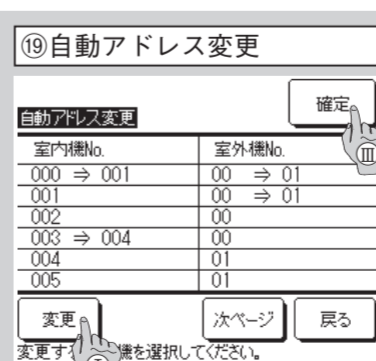 ⑲自動アドレス変更
確定
自動アドレス変更
室内機No. 室外機No.
000 ⇒ 001 00 ⇒ 01
001 00 ⇒ 01
002 00
003 ⇒ 004 00
004 01
005 01
Ⅲ
変更 次ページ 戻る
変更す 機を選択してください。